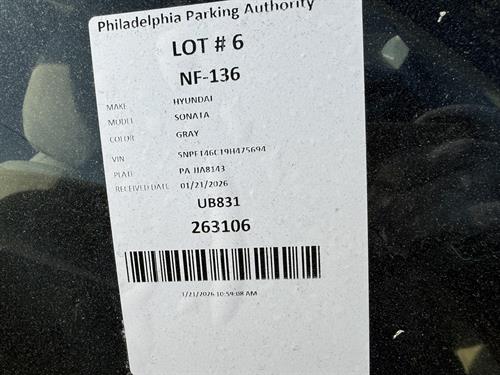 Philadelphia Parking Authority
LOT # 6
NF-136
MAKE HYUNDAI
MODEL SONATA
COLOR GRAY
VIN 5NPET46C19H475694
PLATE PA JJA8143
RECEIVED DATE 01/21/2026
UB831
263106
1/21/2026 10:59:08 AM